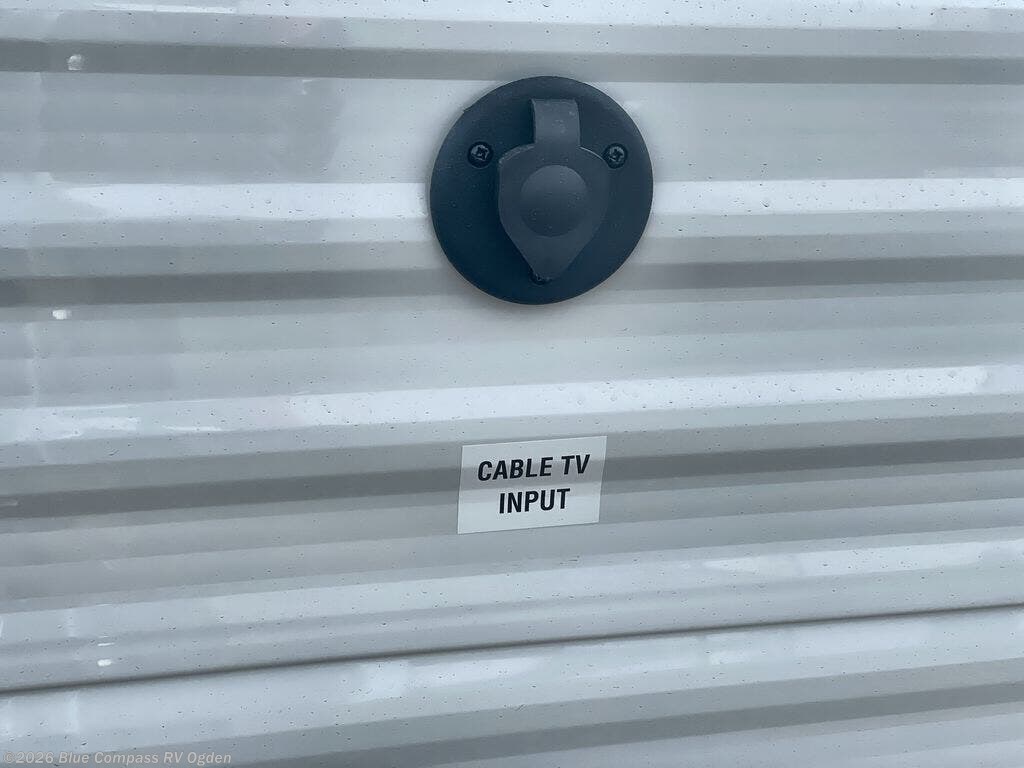 CABLE TV
INPUT
©2026 Blue Compass RV Ogden